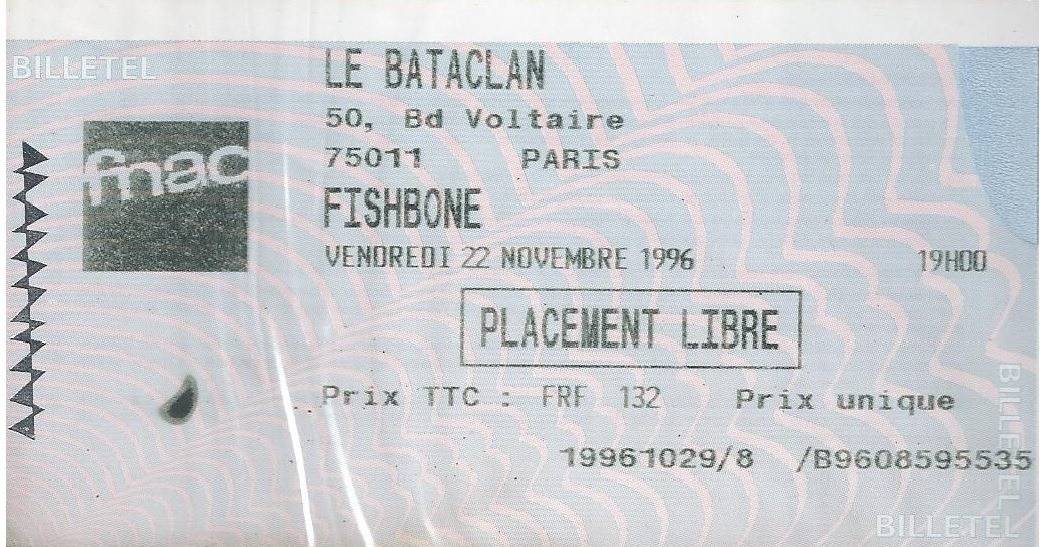 BILLETEL
fnac
LE BATACLAN
50, Bd Voltaire
75011 PARIS
FISHBONE
VENDREDI 22 NOVEMBRE 1996 19H00
PLACEMENT LIBRE
Prix TTC : FRF 132 Prix unique
19961029/8 /B9608595535
BILLETEL
BILLETEL